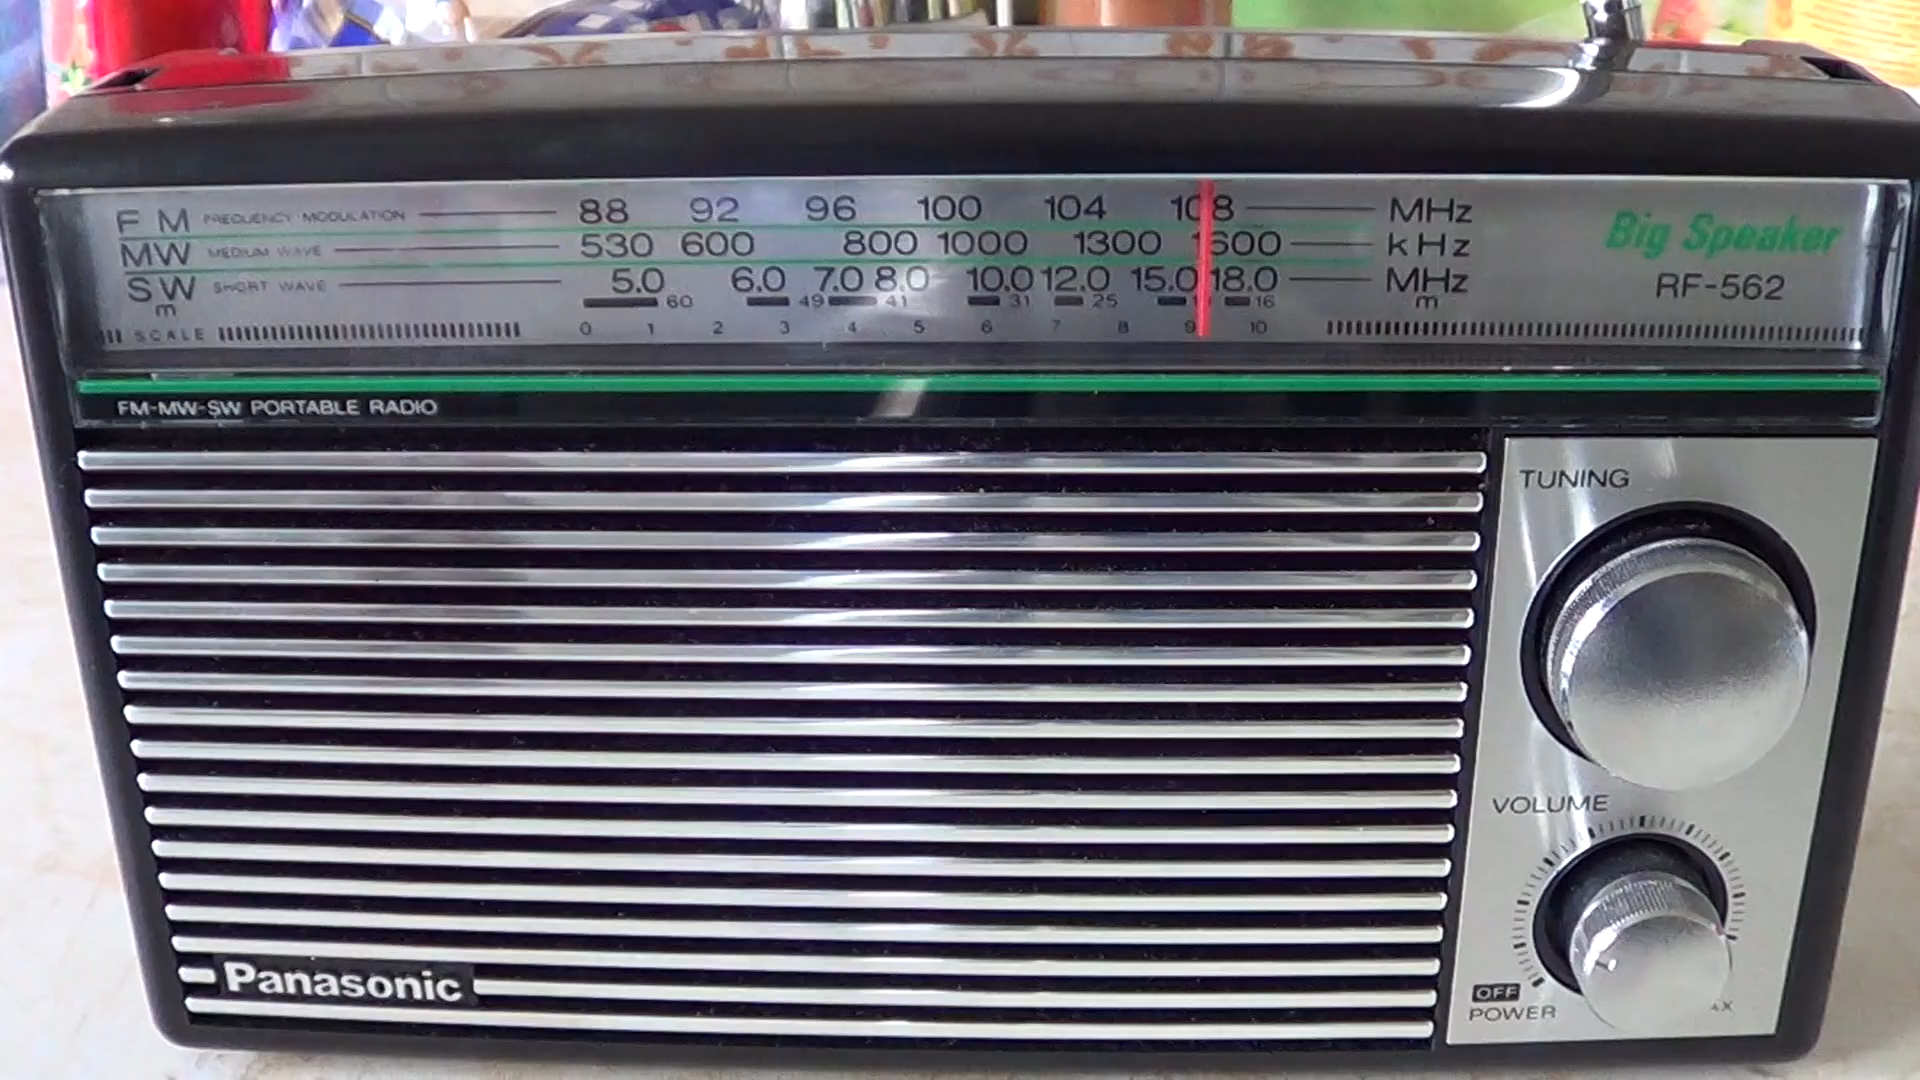 FM FREQUENCY MODULATION 88 92 96 100 104 108 MHz
MW MEDIUM WAVE 530 600 800 1000 1300 1600 kHz
SW SHORT WAVE 5.0 6.0 7.0 8.0 10.0 12.0 15.0 18.0 MHz
m 60 49 41 31 25 16 m
SCALE 0 1 2 3 4 5 6 7 8 9 10
Big Speaker
RF-562
FM-MW-SW PORTABLE RADIO
TUNING
VOLUME
OFF
POWER
Panasonic